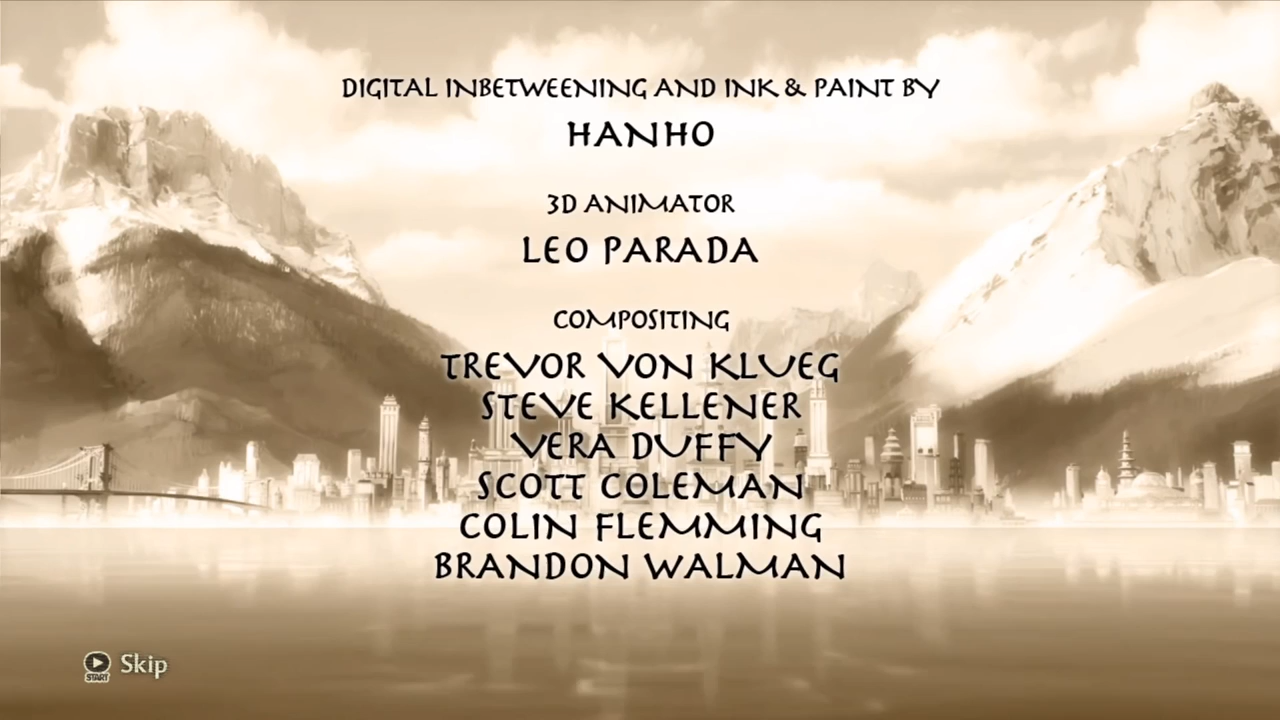 DIGITAL INBETWEENING AND INK & PAINT BY
HANHO
3D ANIMATOR
LEO PARADA
COMPOSITING
TREVOR VON KLUEG
STEVE KELLENER
VERA DUFFY
SCOTT COLEMAN
COLIN FLEMMING
BRANDON WALMAN
START Skip